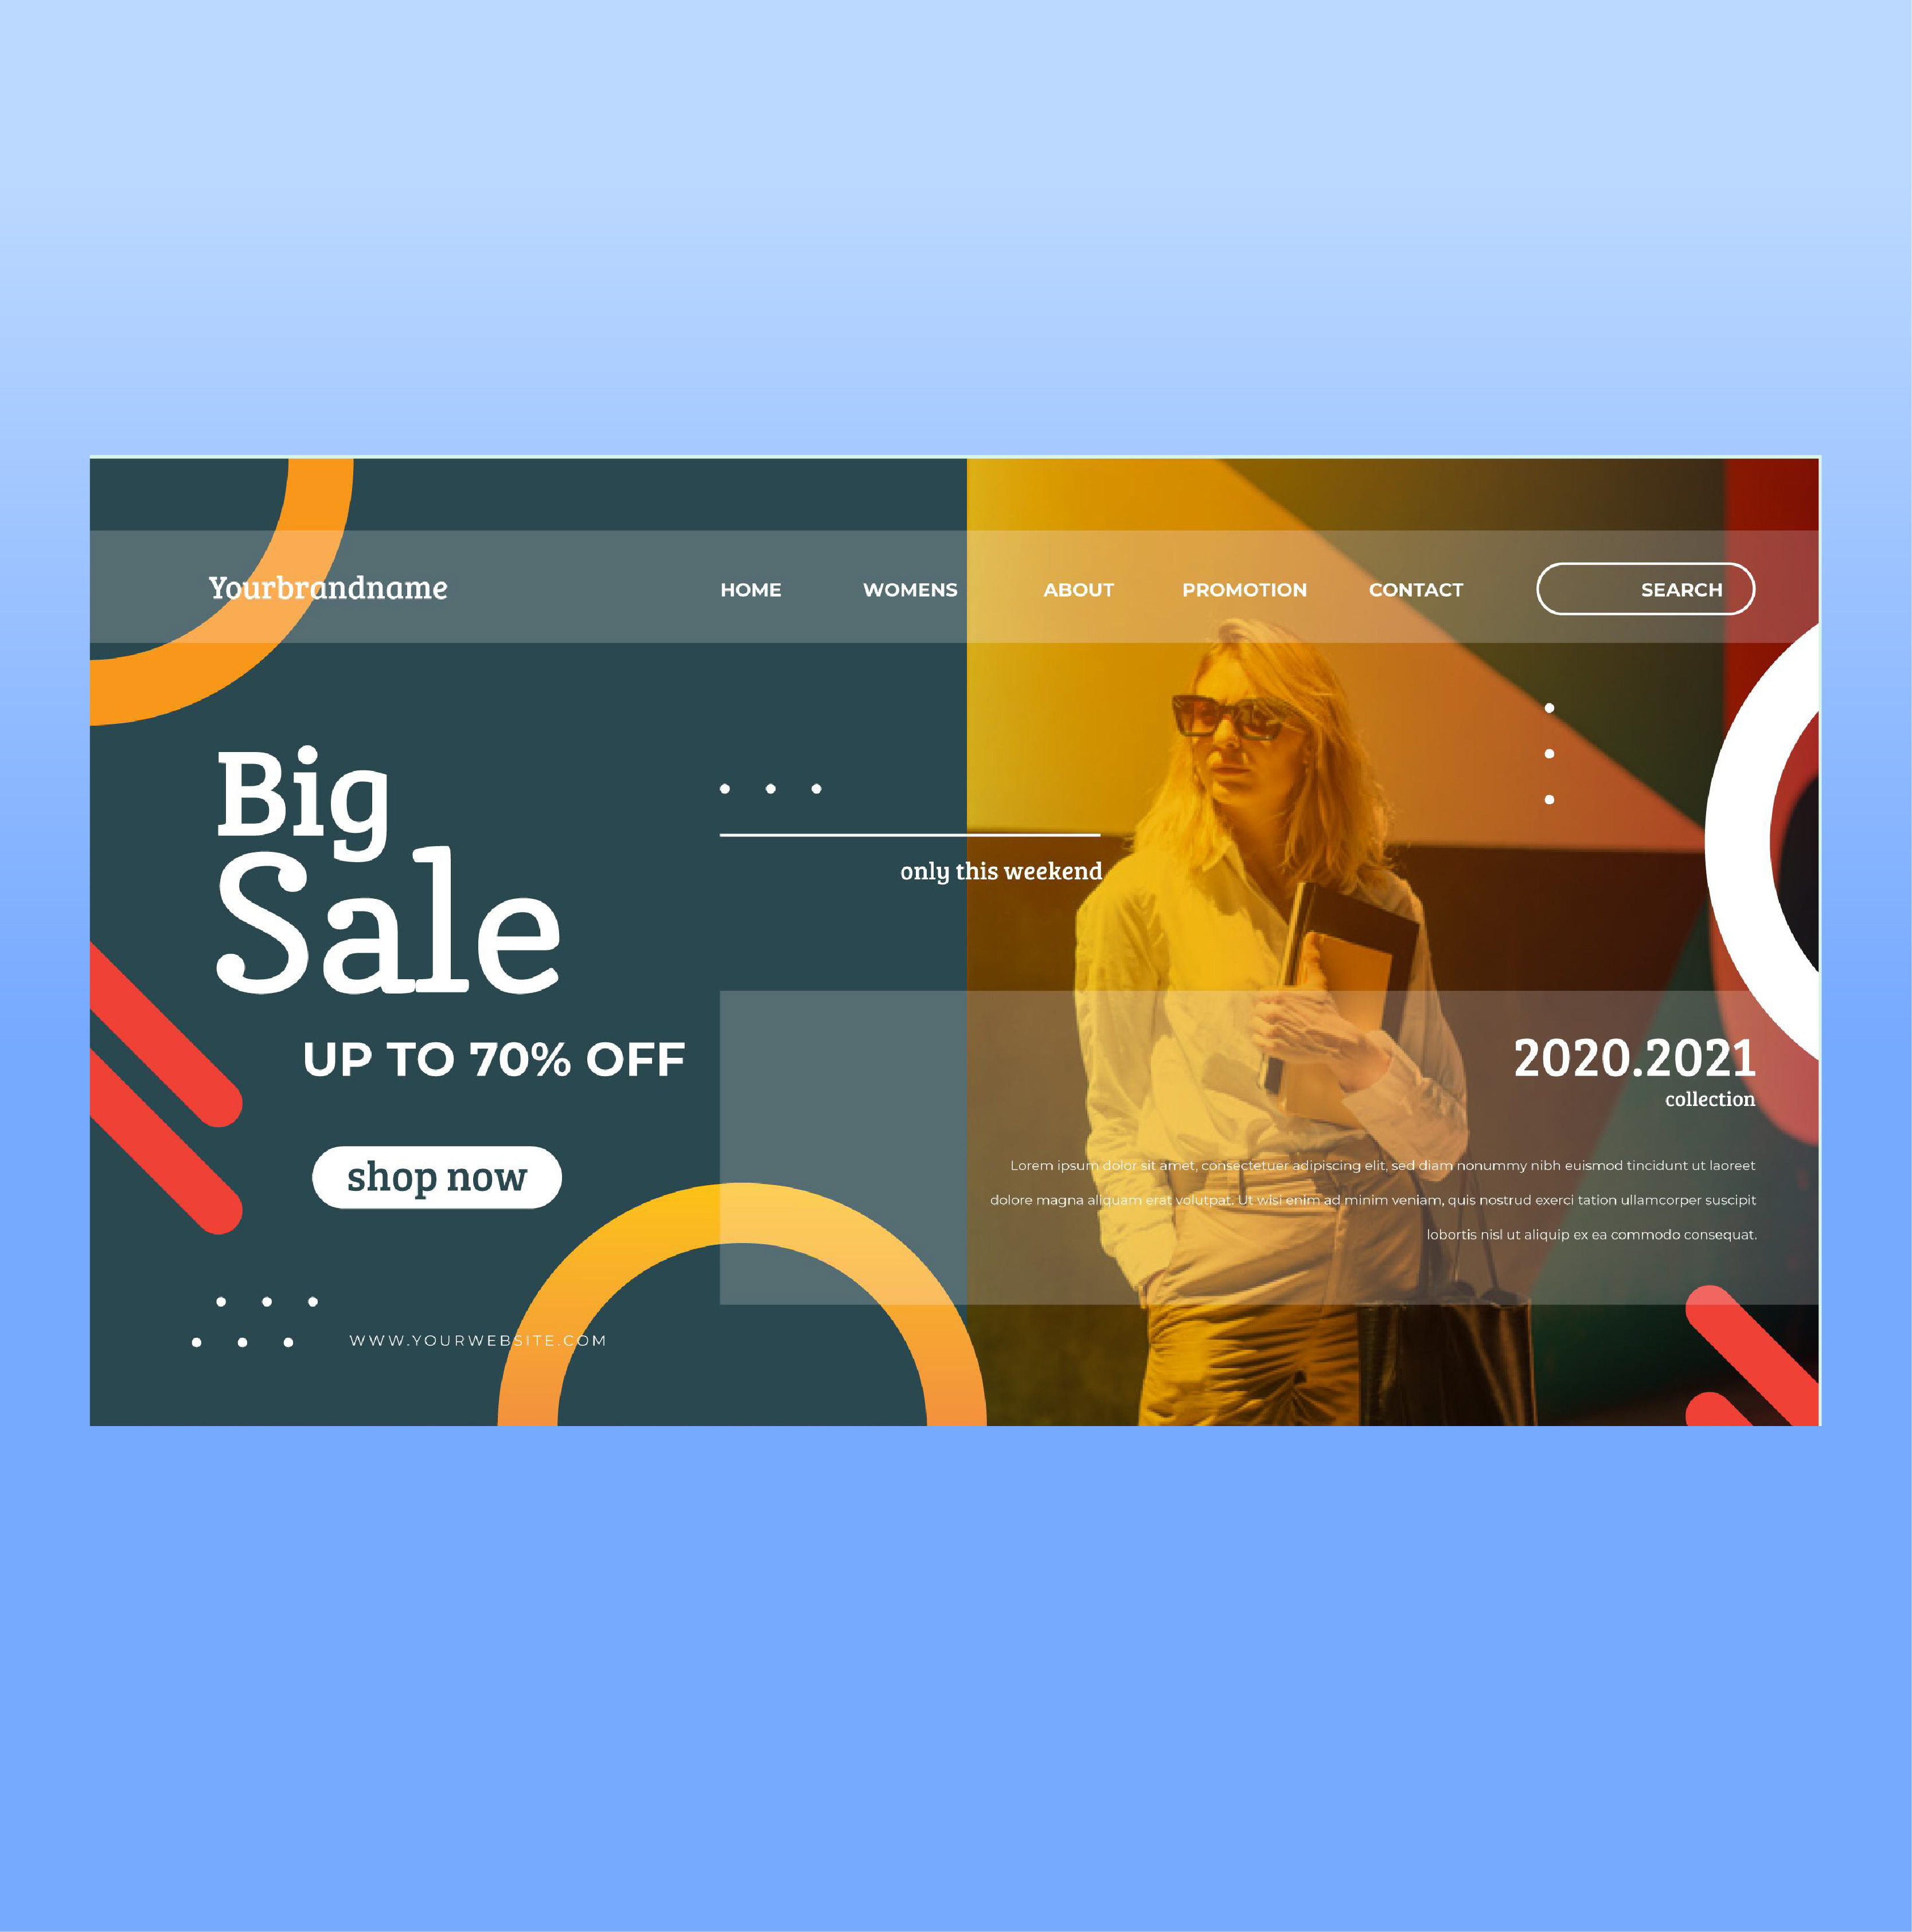 Yourbrandname
HOME WOMENS ABOUT PROMOTION CONTACT SEARCH
Big
Sale
only this weekend
UP TO 70% OFF
shop now
2020.2021
collection
Lorem ipsum dolor sit amet, consectetuer adipiscing elit, sed diam nonummy nibh euismod tincidunt ut laoreet
dolore magna aliquam erat volutpat. Ut wisi enim ad minim veniam, quis nostrud exerci tation ullamcorper suscipit
lobortis nisl ut aliquip ex ea commodo consequat.
WWW.YOURWEBSITE.COM